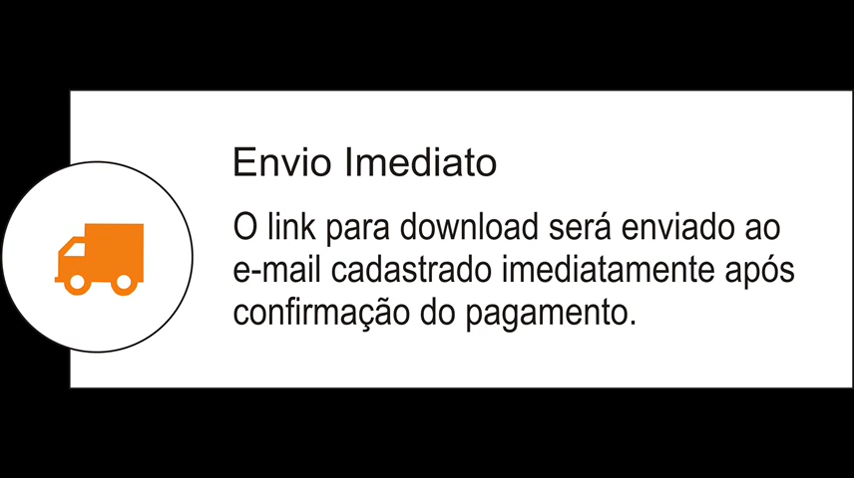 Envio Imediato
O link para download será enviado ao
e-mail cadastrado imediatamente após
confirmação do pagamento.